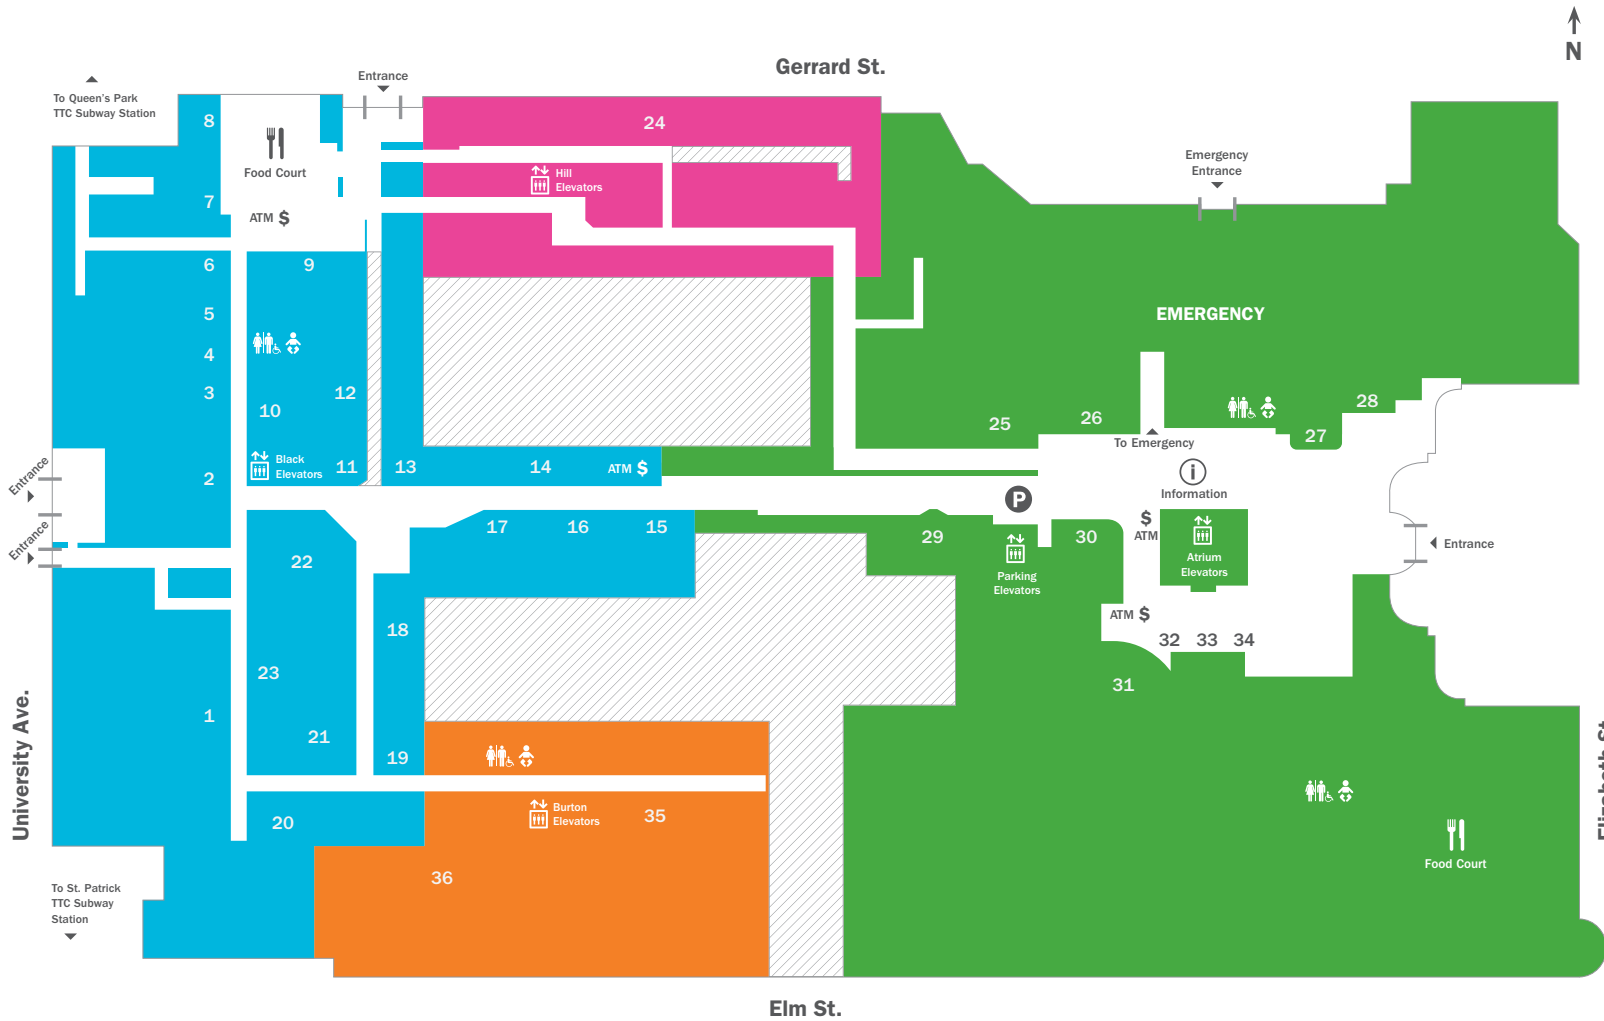 N
Gerrard St.
Entrance
To Queen's Park
TTC Subway Station
8
24
Food Court
Emergency
Entrance
Hill
Elevators
7
ATM $
6
9
5
EMERGENCY
4
3
12
10
28
25
26
27
To Emergency
Black
Elevators
11
13
14
ATM $
2
Entrance
i
Information
P
Entrance
17
16
15
29
30
$
ATM
Entrance
22
Atrium
Elevators
Parking
Elevators
ATM $
18
32
33
34
23
31
1
21
19
University Ave.
Elizabeth St.
20
Burton
Elevators
35
Food Court
36
To St. Patrick
TTC Subway
Station
Elm St.